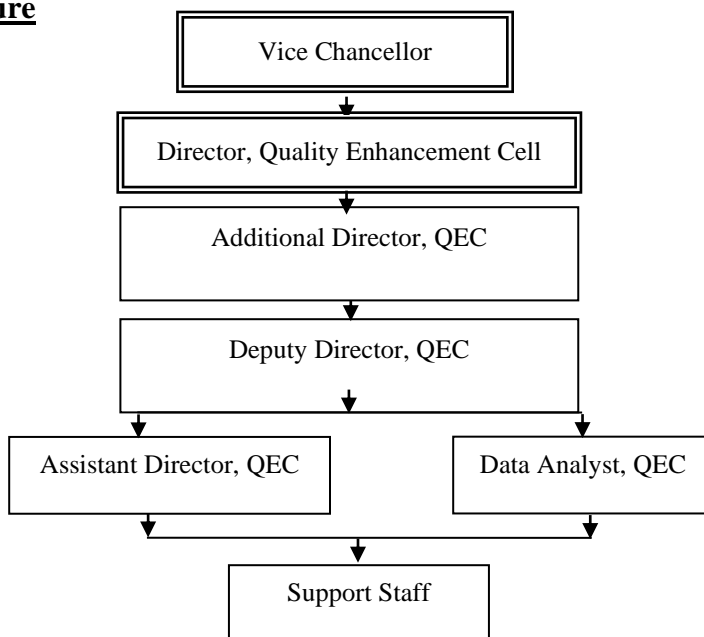 ure
Vice Chancellor
Director, Quality Enhancement Cell
Additional Director, QEC
Deputy Director, QEC
Assistant Director, QEC
Data Analyst, QEC
Support Staff